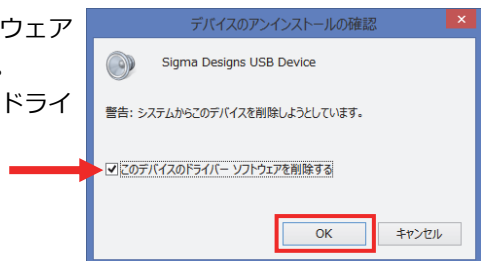 ウェア
ドライ
デバイスのアンインストールの確認
Sigma Designs USB Device
警告: システムからこのデバイスを削除しようとしています。
このデバイスのドライバー ソフトウェアを削除する
OK
キャンセル